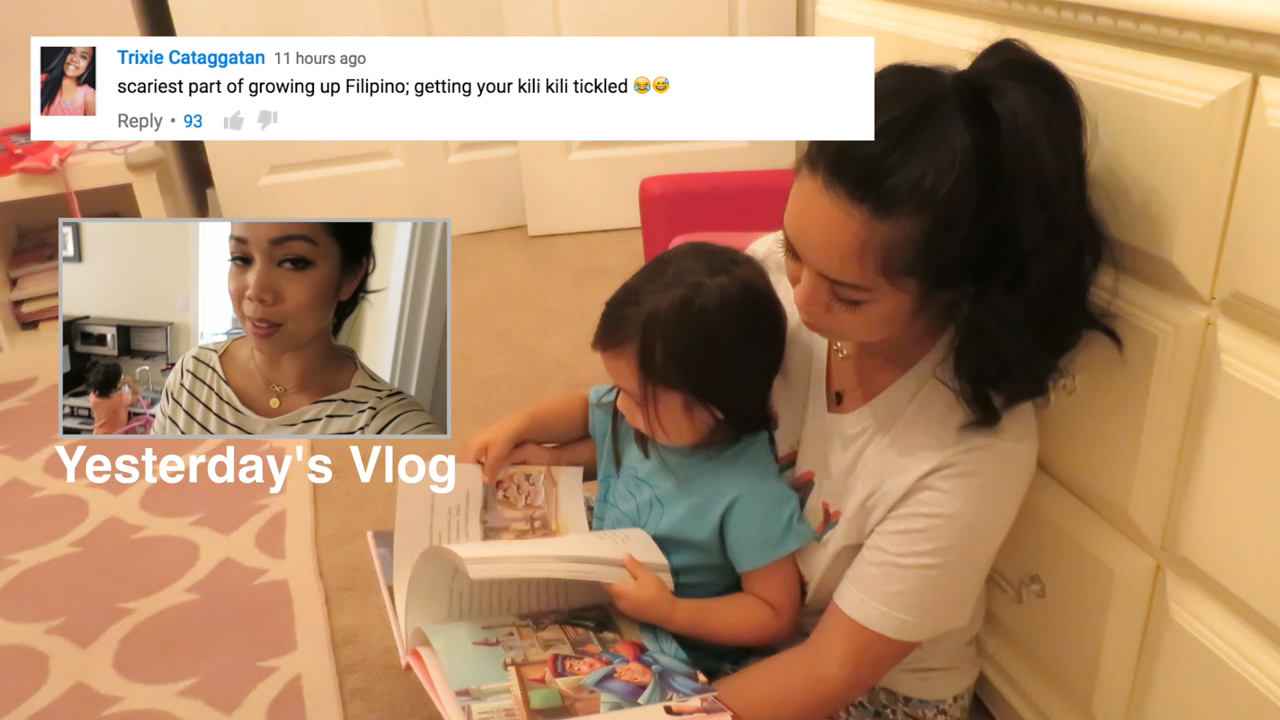 Trixie Cataggatan 11 hours ago
scariest part of growing up Filipino; getting your kili kili tickled 😂😅
Reply • 93
Yesterday's Vlog